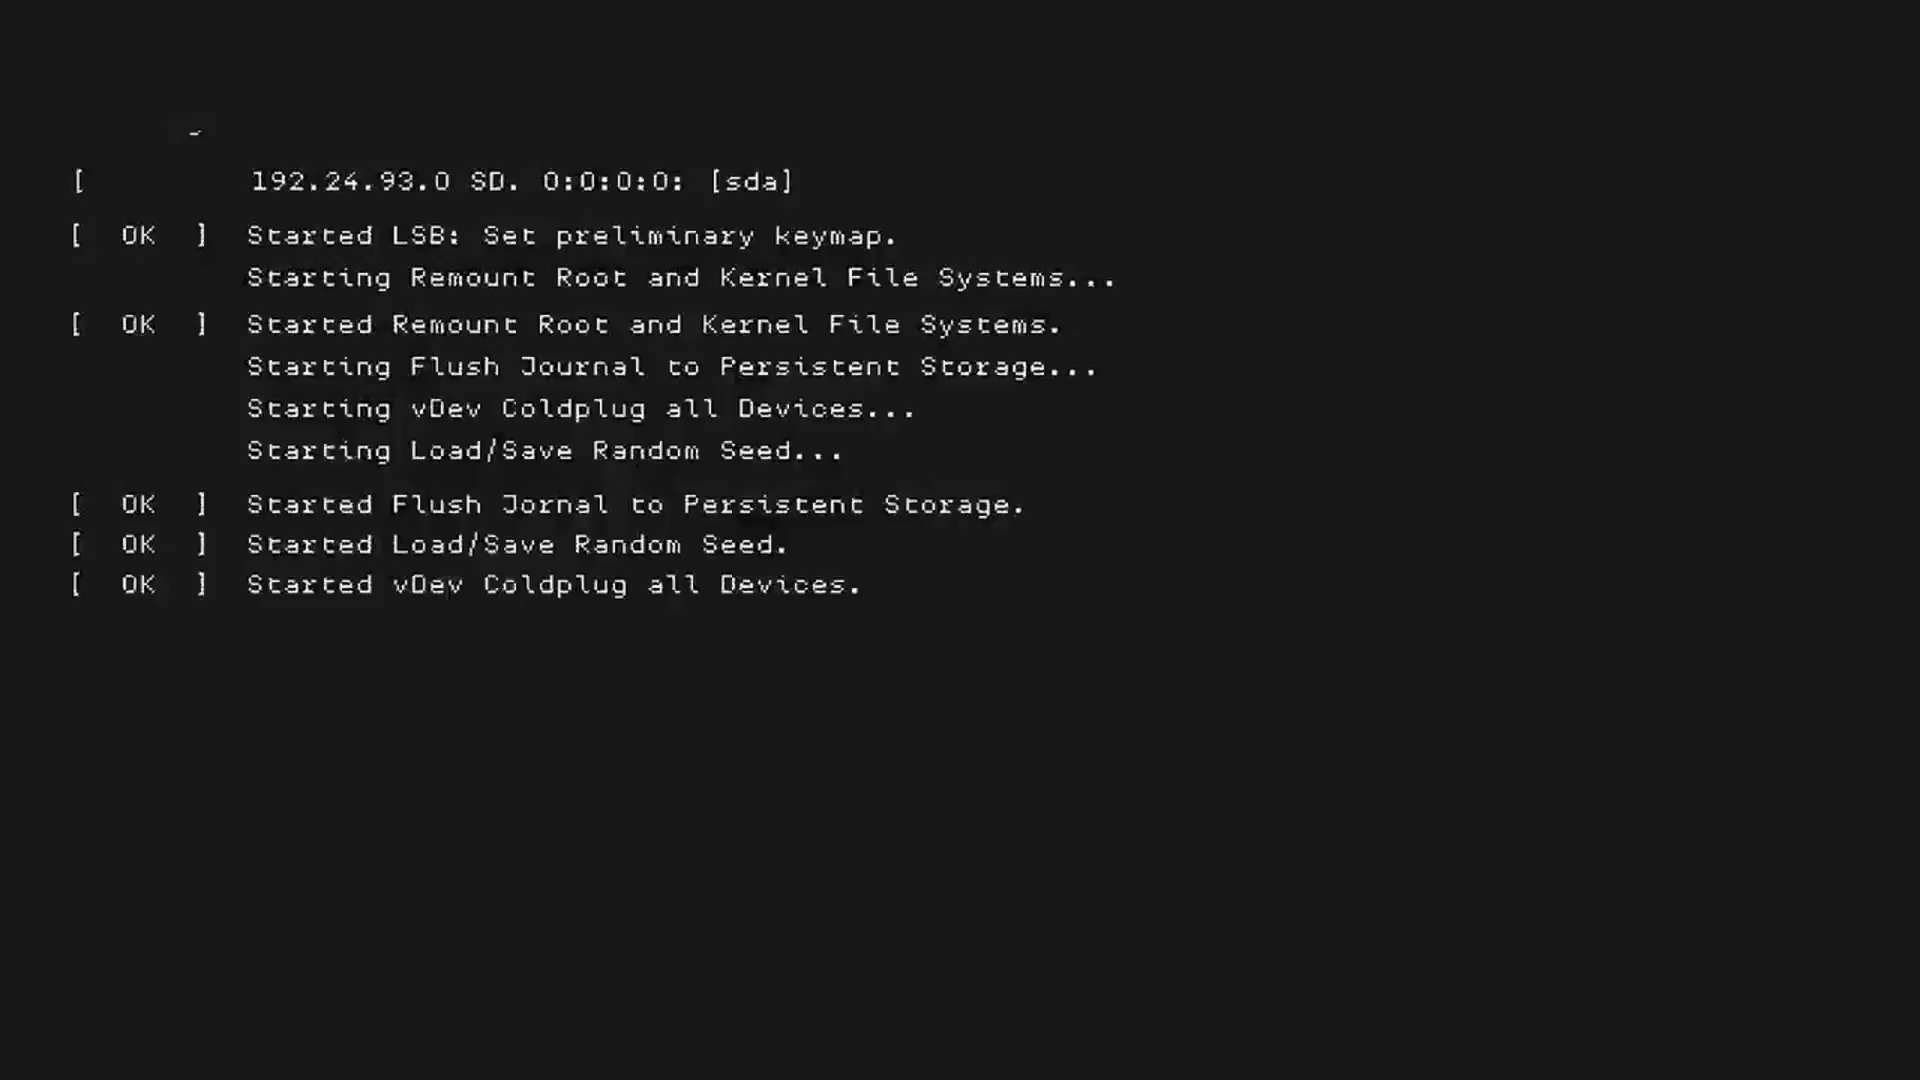 -
[ 192.24.93.0 SD. 0:0:0:0: [sda]
[ OK ] Started LSB: Set preliminary keymap.
Starting Remount Root and Kernel File Systems...
[ OK ] Started Remount Root and Kernel File Systems.
Starting Flush Journal to Persistent Storage...
Starting vDev Coldplug all Devices...
Starting Load/Save Random Seed...
[ OK ] Started Flush Jornal to Persistent Storage.
[ OK ] Started Load/Save Random Seed.
[ OK ] Started vDev Coldplug all Devices.